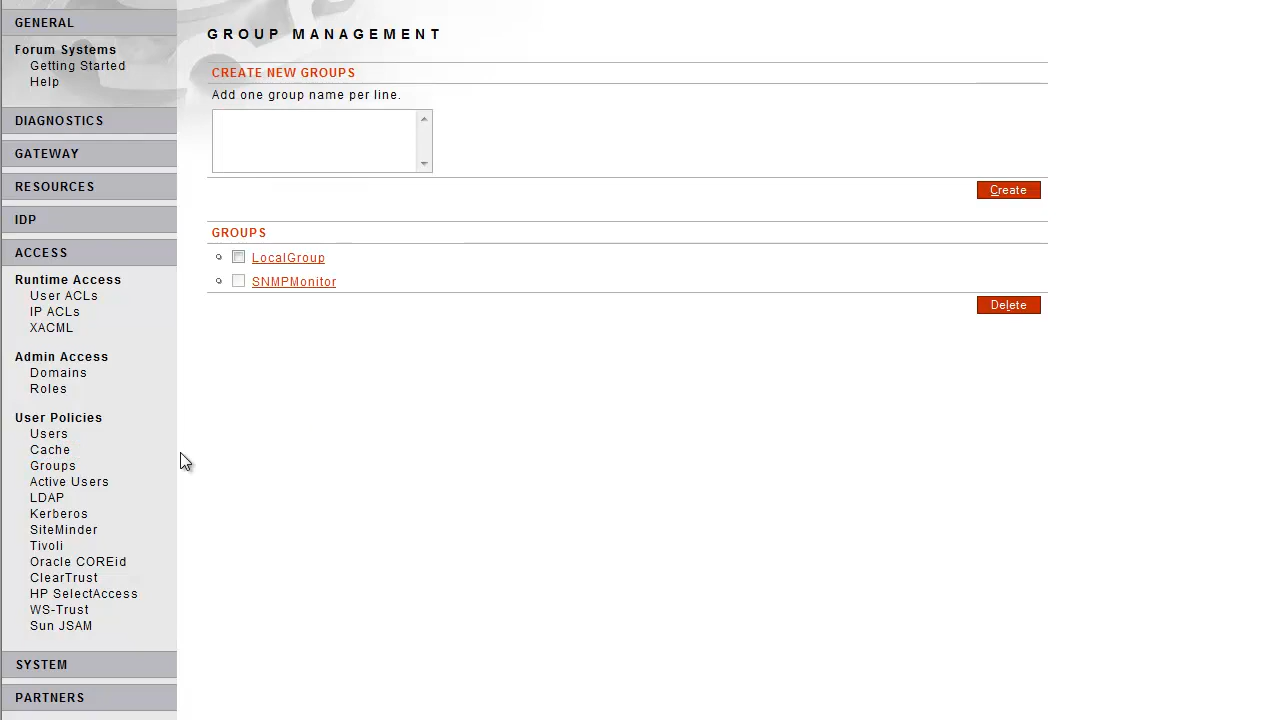 GENERAL
Forum Systems
Getting Started
Help
DIAGNOSTICS
GATEWAY
RESOURCES
IDP
ACCESS
Runtime Access
User ACLs
IP ACLs
XACML
Admin Access
Domains
Roles
User Policies
Users
Cache
Groups
Active Users
LDAP
Kerberos
SiteMinder
Tivoli
Oracle COREid
ClearTrust
HP SelectAccess
WS-Trust
Sun JSAM
SYSTEM
PARTNERS
GROUP MANAGEMENT
CREATE NEW GROUPS
Add one group name per line.
Create
GROUPS
LocalGroup
SNMPMonitor
Delete